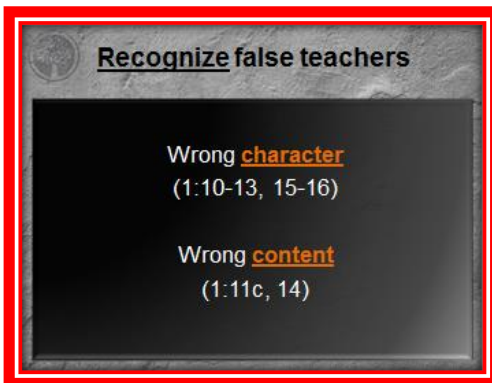 Recognize false teachers
Wrong character
(1:10-13, 15-16)
Wrong content
(1:11c, 14)